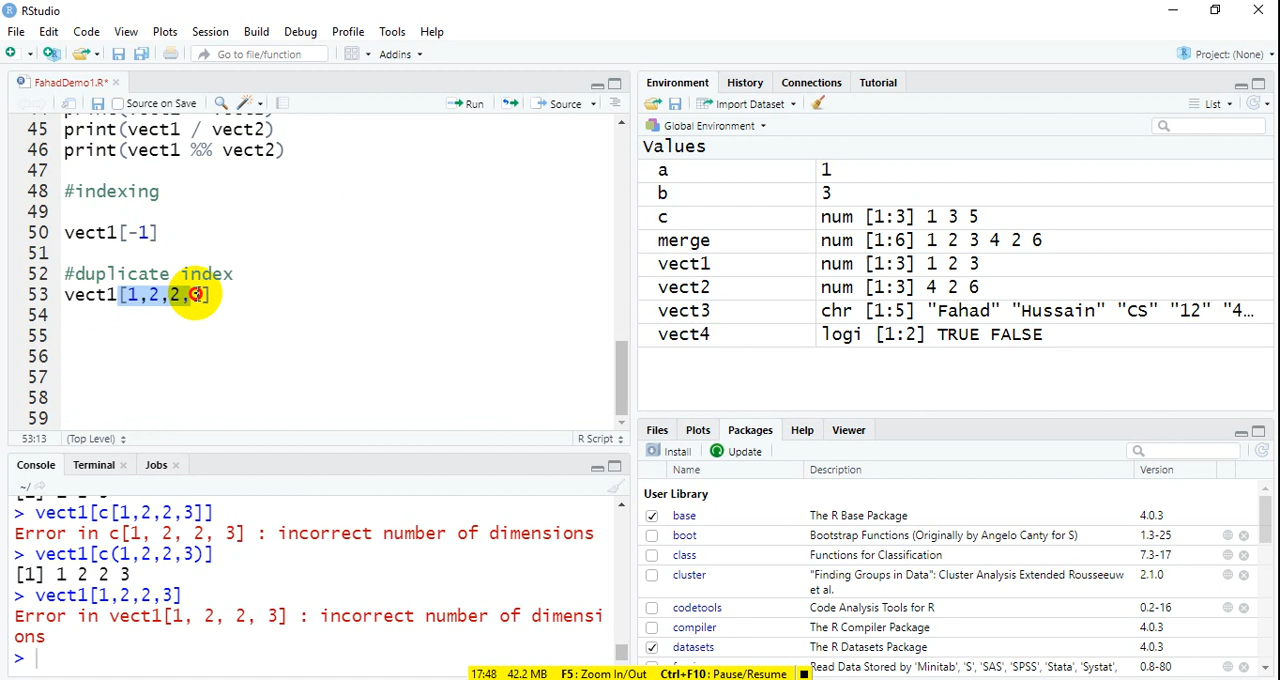 RStudio
File Edit Code View Plots Session Build Debug Profile Tools Help
Go to file/function Addins Project: (None)
FahadDemo1.R* Source on Save Run Source
45 print(vect1 / vect2)
46 print(vect1 %% vect2)
47
48 #indexing
49
50 vect1[-1]
51
52 #duplicate index
53 vect1[1,2,2,
54
55
56
57
58
59
53:13 (Top Level) R Script
Console Terminal Jobs
~/
> vect1[c[1,2,2,3]]
Error in c[1, 2, 2, 3] : incorrect number of dimensions
> vect1[c(1,2,2,3)]
[1] 1 2 2 3
> vect1[1,2,2,3]
Error in vect1[1, 2, 2, 3] : incorrect number of dimensi
ons
>
Environment History Connections Tutorial
Import Dataset List
Global Environment
Values
a 1
b 3
c num [1:3] 1 3 5
merge num [1:6] 1 2 3 4 2 6
vect1 num [1:3] 1 2 3
vect2 num [1:3] 4 2 6
vect3 chr [1:5] "Fahad" "Hussain" "CS" "12" "4...
vect4 logi [1:2] TRUE FALSE
Files Plots Packages Help Viewer
Install Update
Name Description Version
User Library
base The R Base Package 4.0.3
boot Bootstrap Functions (Originally by Angelo Canty for S) 1.3-25
class Functions for Classification 7.3-17
cluster "Finding Groups in Data": Cluster Analysis Extended Rousseeuw et al. 2.1.0
codetools Code Analysis Tools for R 0.2-16
compiler The R Compiler Package 4.0.3
datasets The R Datasets Package 4.0.3
Read Data Stored by 'Minitab', 'S', 'SAS', 'SPSS', 'Stata', 'Systat', 0.8-80
17:48 42.2 MB F5: Zoom In/Out Ctrl+F10: Pause/Resume